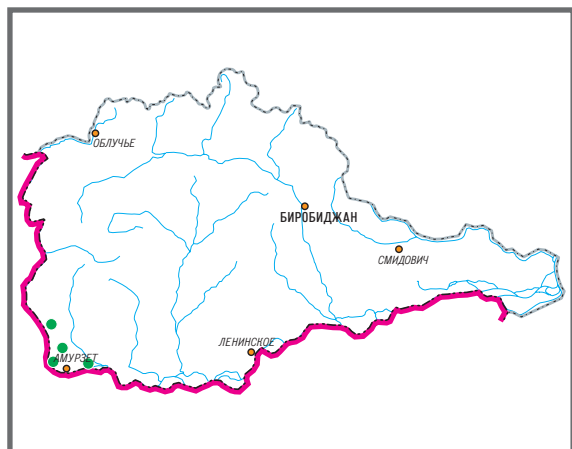 ОБЛУЧЬЕ
БИРОБИДЖАН
СМИДОВИЧ
ЛЕНИНСКОЕ
АМУРЗЕТ